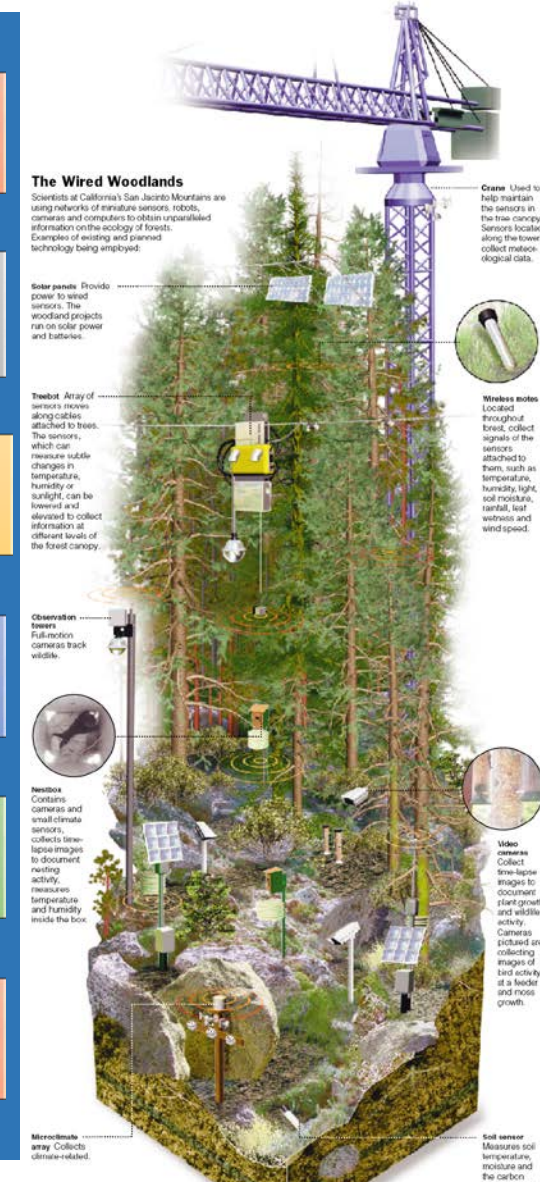 The Wired Woodlands
Scientists at California's San Jacinto Mountains are
using networks of miniature sensors, robots,
cameras and computers to obtain unparalleled
information on the ecology of forests.
Examples of existing and planned
technology being employed:
Crane Used to
help maintain
the sensors in
the tree canopy.
Sensors located
along the tower
collect meteor-
ological data.
Solar panels Provide
power to wired
sensors. The
woodland projects
run on solar power
and batteries.
Treebot Array of
sensors moves
along cables
attached to trees.
The sensors,
which can
measure subtle
changes in
temperature,
humidity or
sunlight, can be
lowered and
elevated to collect
information at
different levels of
the forest canopy.
Wireless motes
Located
throughout
forest, collect
signals of the
sensors
attached to
them, such as
temperature,
humidity, light,
soil moisture,
rainfall, leaf
wetness and
wind speed.
Observation
towers
Full-motion
cameras track
wildlife.
Nestbox
Contains
cameras and
small climate
sensors,
collects time-
lapse images
to document
nesting
activity,
measures
temperature
and humidity
inside the box.
Video
cameras
Collect
time-lapse
images to
document
plant growth
and wildlife
activity.
Cameras
pictured are
collecting
images of
bird activity
at a feeder
and moss
growth.
Microclimate
array Collects
climate-related.
Soil sensor
Measures soil
temperature,
moisture and
the carbon